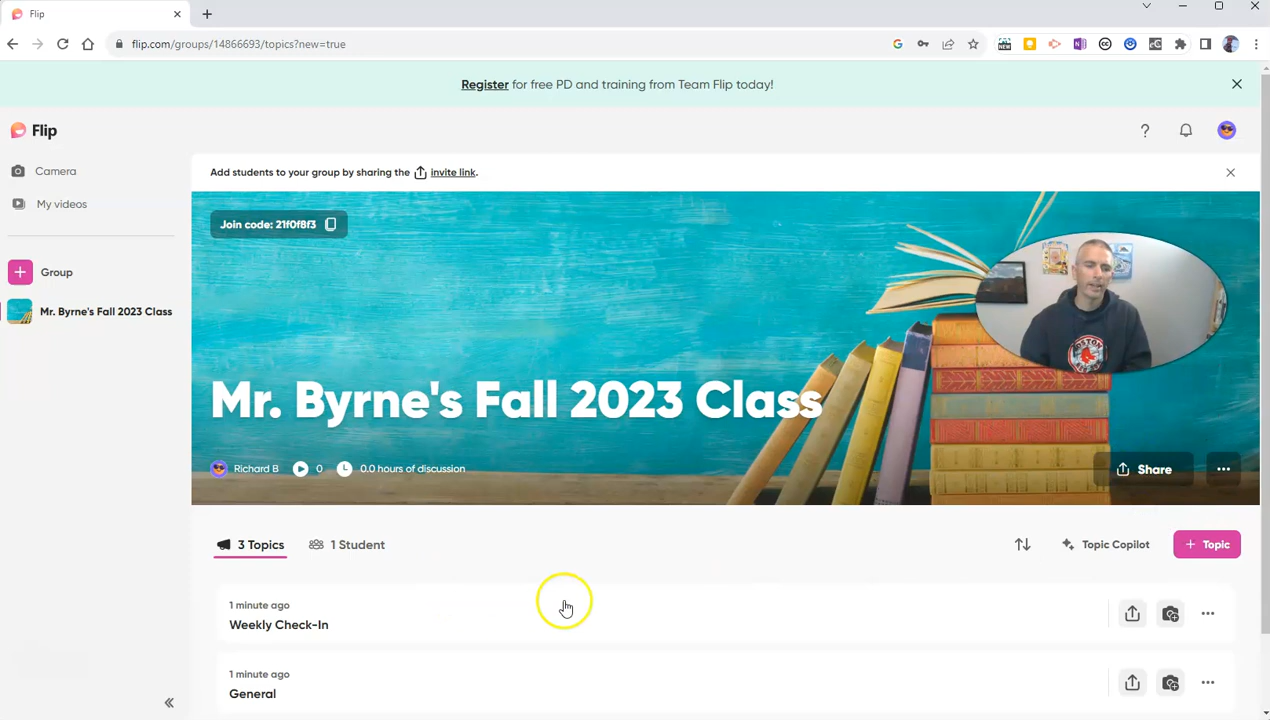 Flip
flip.com/groups/14866693/topics?new=true
Register for free PD and training from Team Flip today!
Flip
Camera
My videos
Group
Mr. Byrne's Fall 2023 Class
Add students to your group by sharing the invite link.
Join code: 21f0f8f3
Mr. Byrne's Fall 2023 Class
Richard B 0 0.0 hours of discussion
Share
3 Topics 1 Student Topic Copilot + Topic
1 minute ago
Weekly Check-In
1 minute ago
General